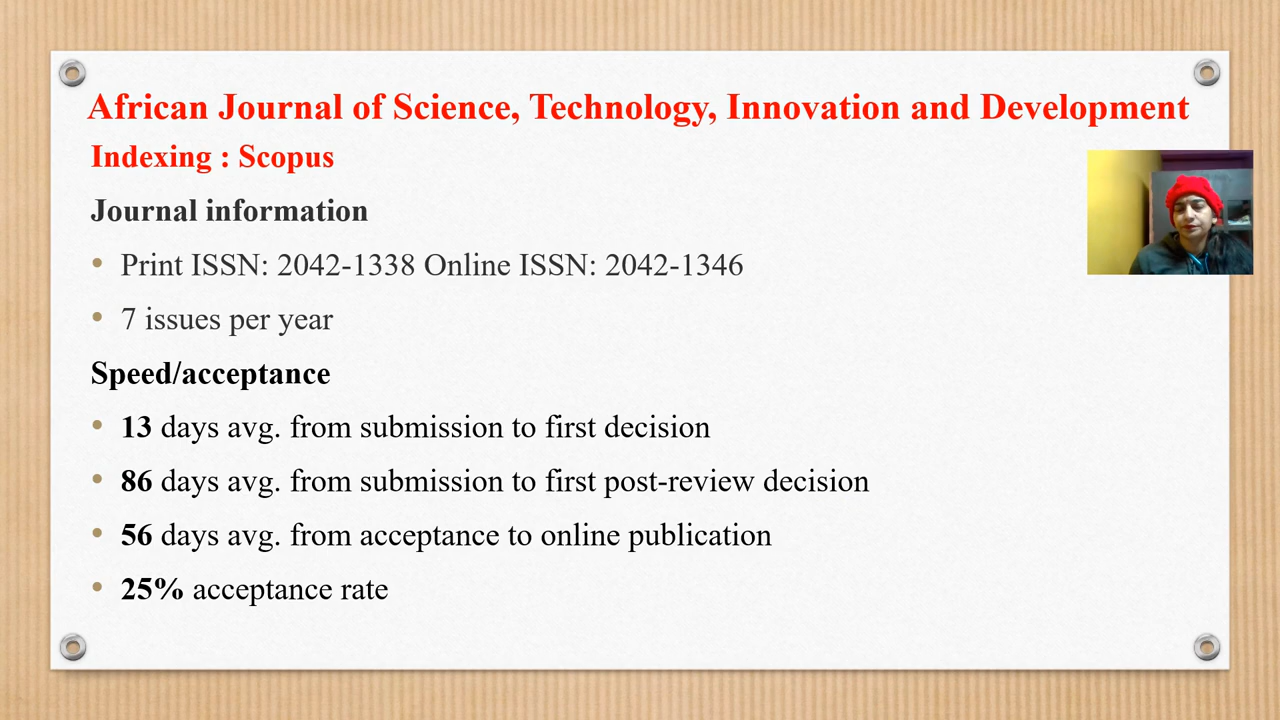 African Journal of Science, Technology, Innovation and Development
Indexing : Scopus
Journal information
• Print ISSN: 2042-1338 Online ISSN: 2042-1346
• 7 issues per year
Speed/acceptance
• 13 days avg. from submission to first decision
• 86 days avg. from submission to first post-review decision
• 56 days avg. from acceptance to online publication
• 25% acceptance rate